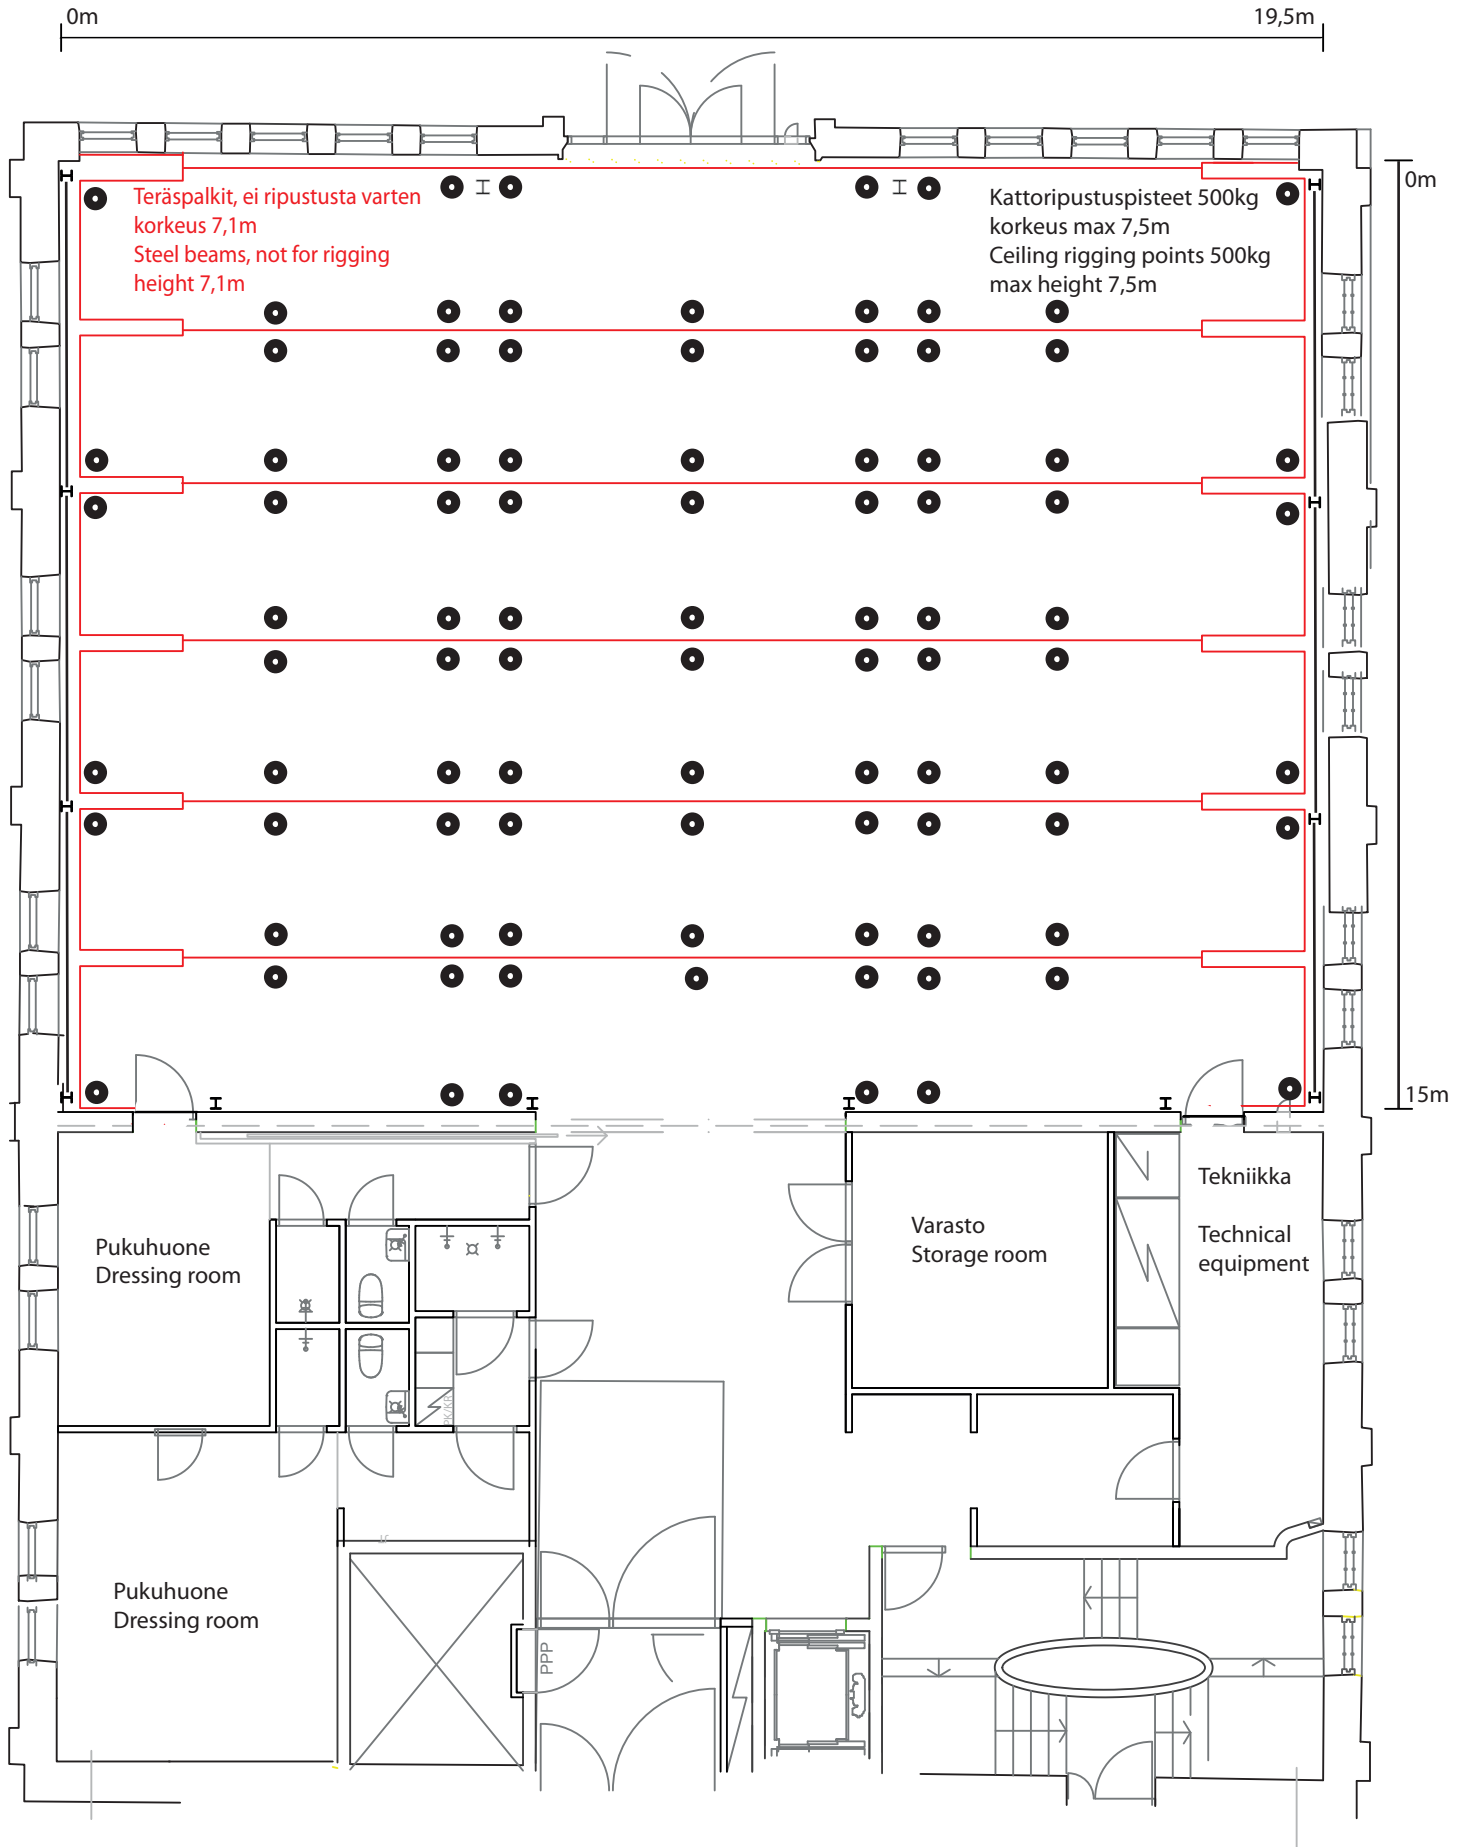 0m
19,5m
Teräspalkit, ei ripustusta varten
korkeus 7,1m
Steel beams, not for rigging
height 7,1m
Kattoripustuspisteet 500kg
korkeus max 7,5m
Ceiling rigging points 500kg
max height 7,5m
0m
15m
Pukuhuone
Dressing room
Varasto
Storage room
Tekniikka
Technical
equipment
PK/KR
Pukuhuone
Dressing room
PPP